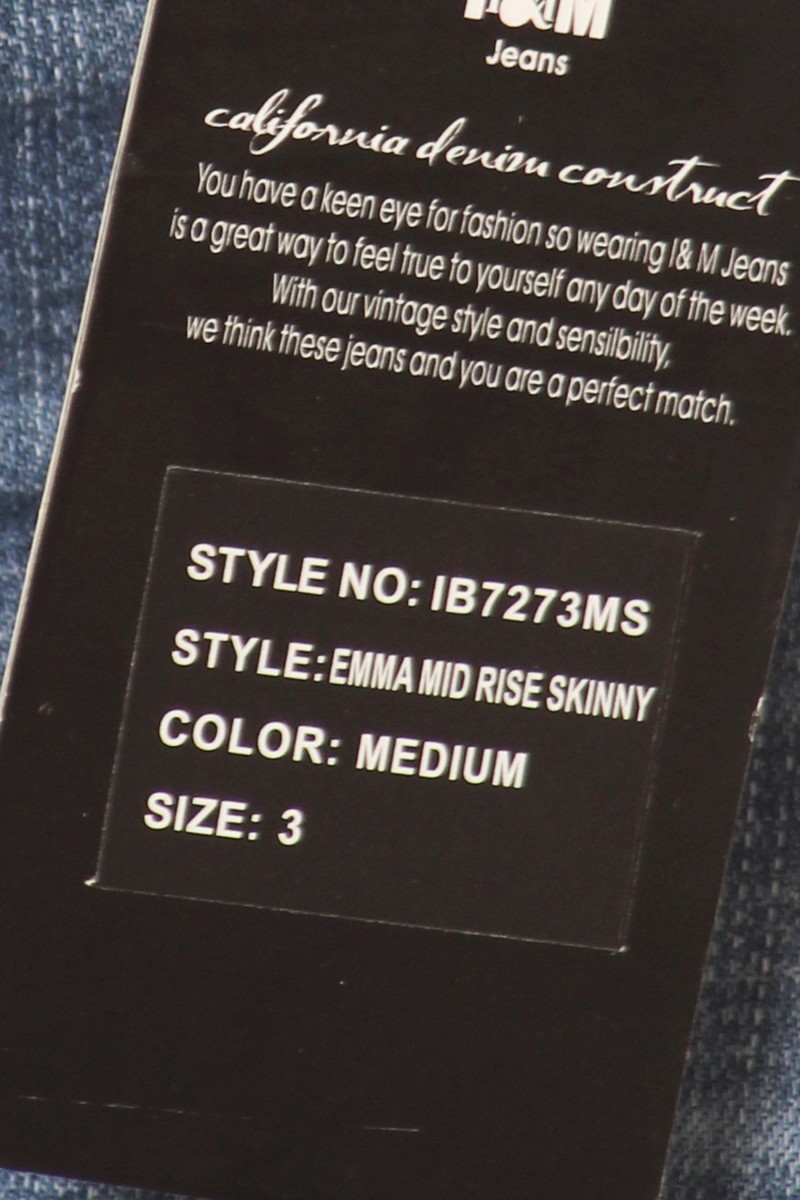 I&M
Jeans
california denim construct
You have a keen eye for fashion so wearing I& M Jeans
is a great way to feel true to yourself any day of the week.
With our vintage style and sensilbility,
we think these jeans and you are a perfect match.
STYLE NO: IB7273MS
STYLE: EMMA MID RISE SKINNY
COLOR: MEDIUM
SIZE: 3